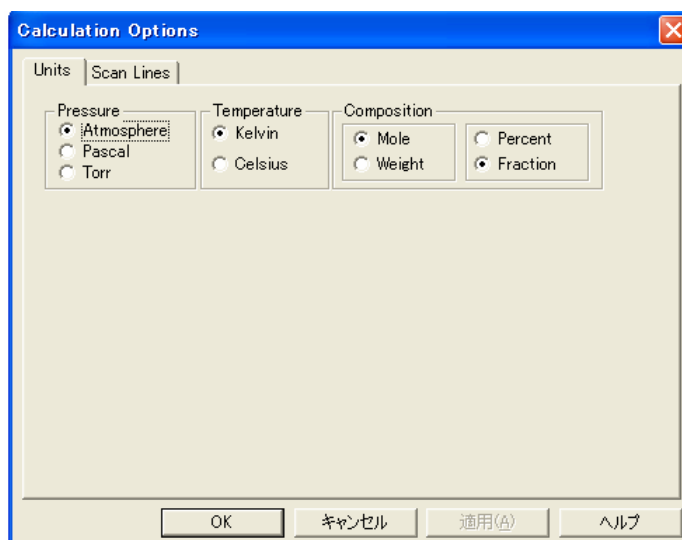 Calculation Options
Units
Scan Lines
Pressure
Atmosphere
Pascal
Torr
Temperature
Kelvin
Celsius
Composition
Mole
Weight
Percent
Fraction
OK
キャンセル
適用(A)
ヘルプ